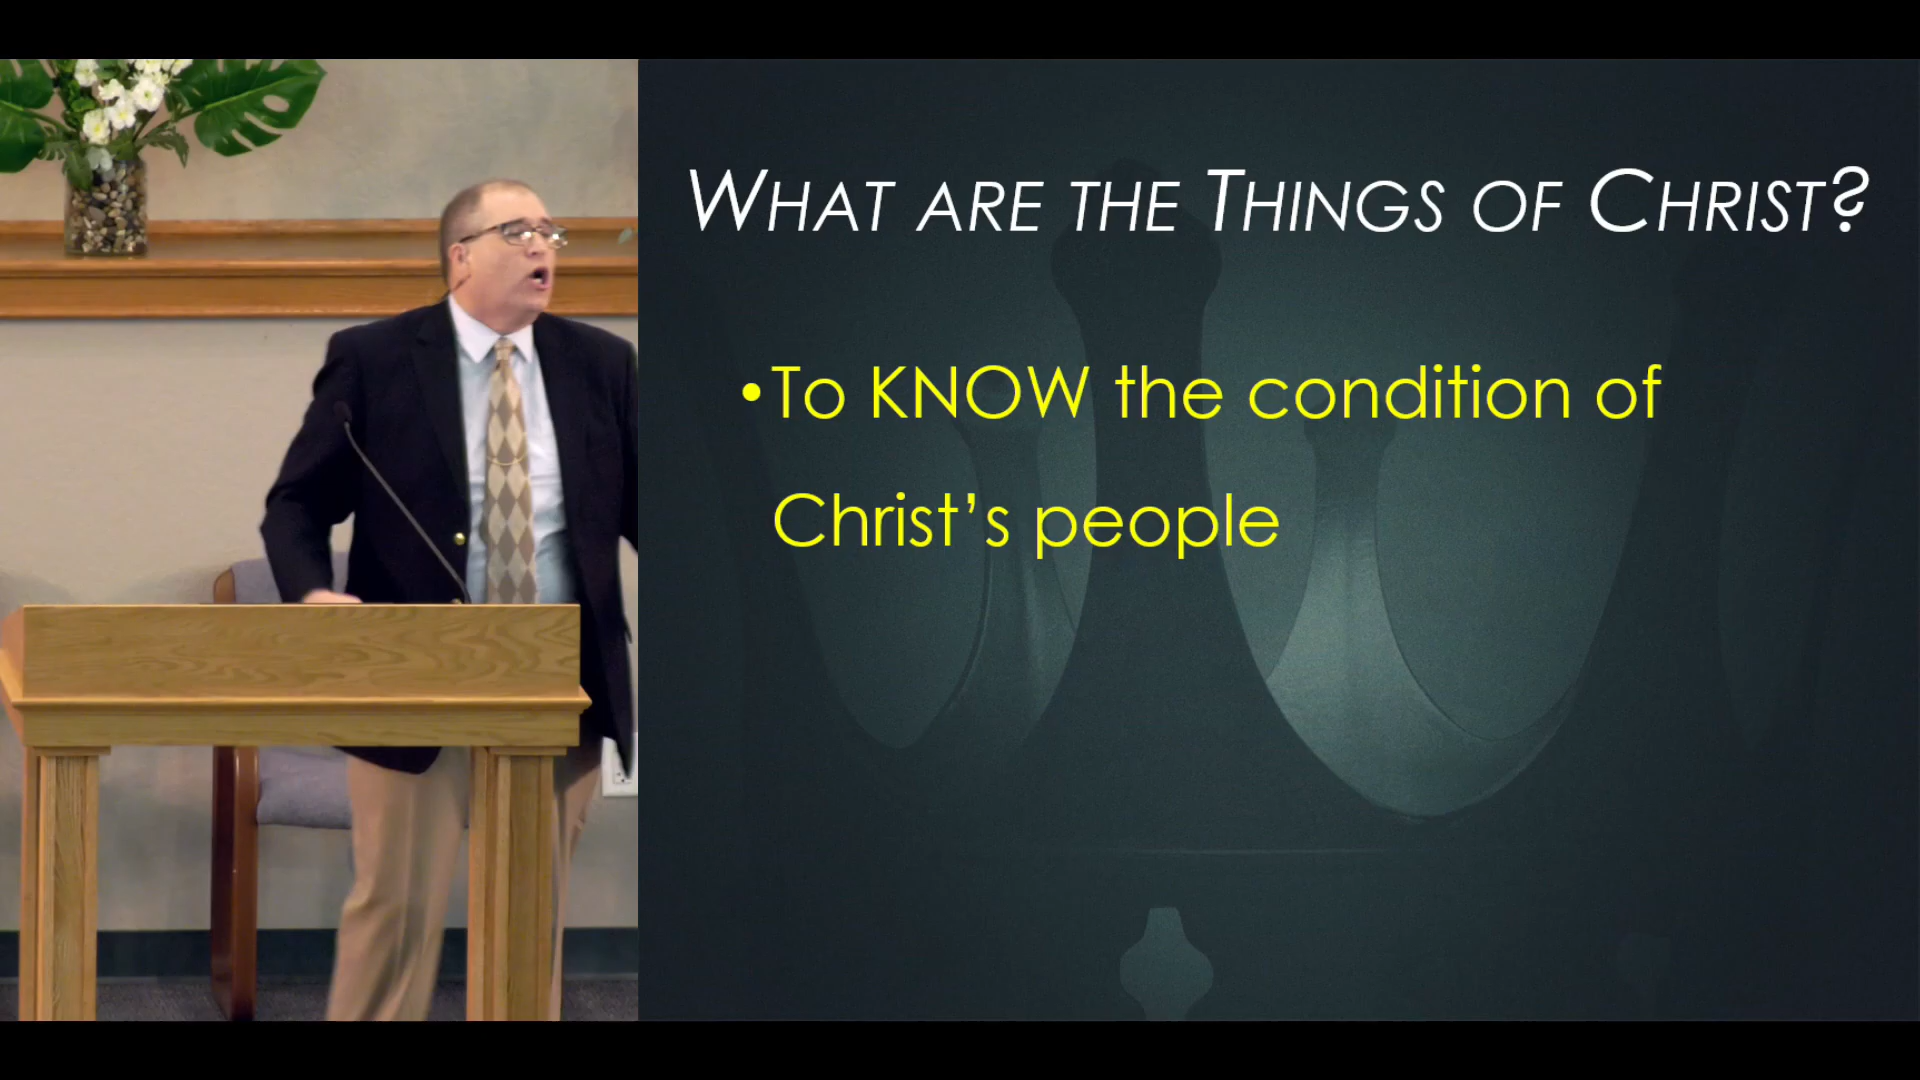 WHAT ARE THE THINGS OF CHRIST?
•To KNOW the condition of
Christ’s people